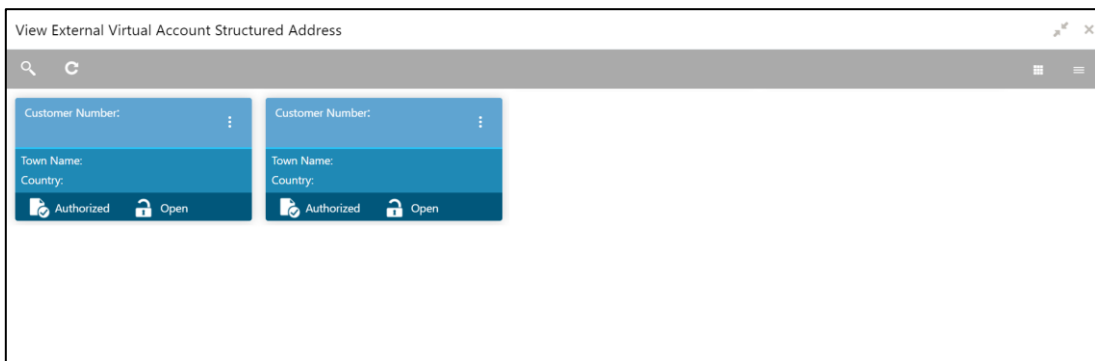 View External Virtual Account Structured Address
Customer Number:
Town Name:
Country:
Authorized Open
Customer Number:
Town Name:
Country:
Authorized Open